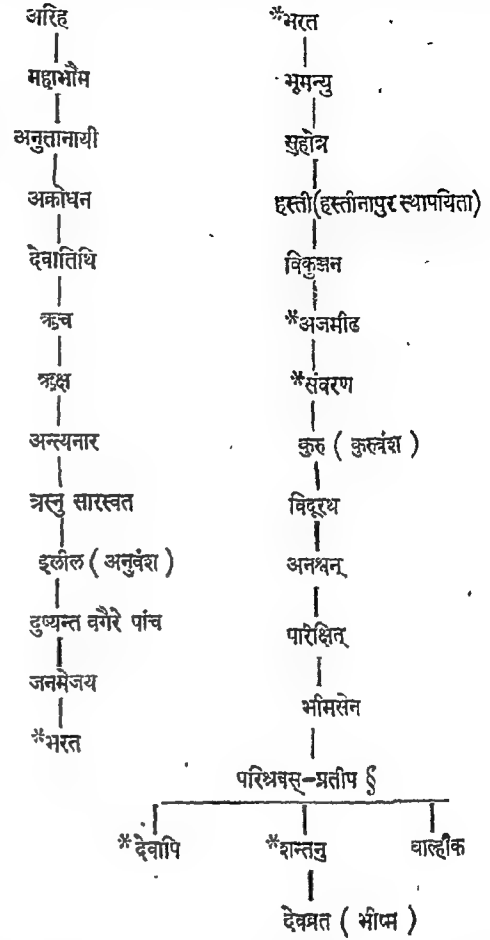 अरिह
महाभौम
अनुतानायी
अक्रोधन
देवातिथि
ऋच
ऋक्ष
अन्त्यनार
त्रस्नु सारस्वत
इलील ( अनुवंश )
दुष्यन्त वगैरे पांच
जनमेजय
*भरत
*भरत
भूमन्यु
सुहोत्र
हस्ती (हस्तीनापुर स्थापयिता)
विकुञ्जन
*अजमीढ
*संवरण
कुरु ( कुरुवंश )
विदूरथ
अनश्वन्
पारिक्षित्
भीमसेन
परिश्रवस्-प्रतीप §
*देवापि *शन्तनु वाल्हीक
देवव्रत ( भीष्म )